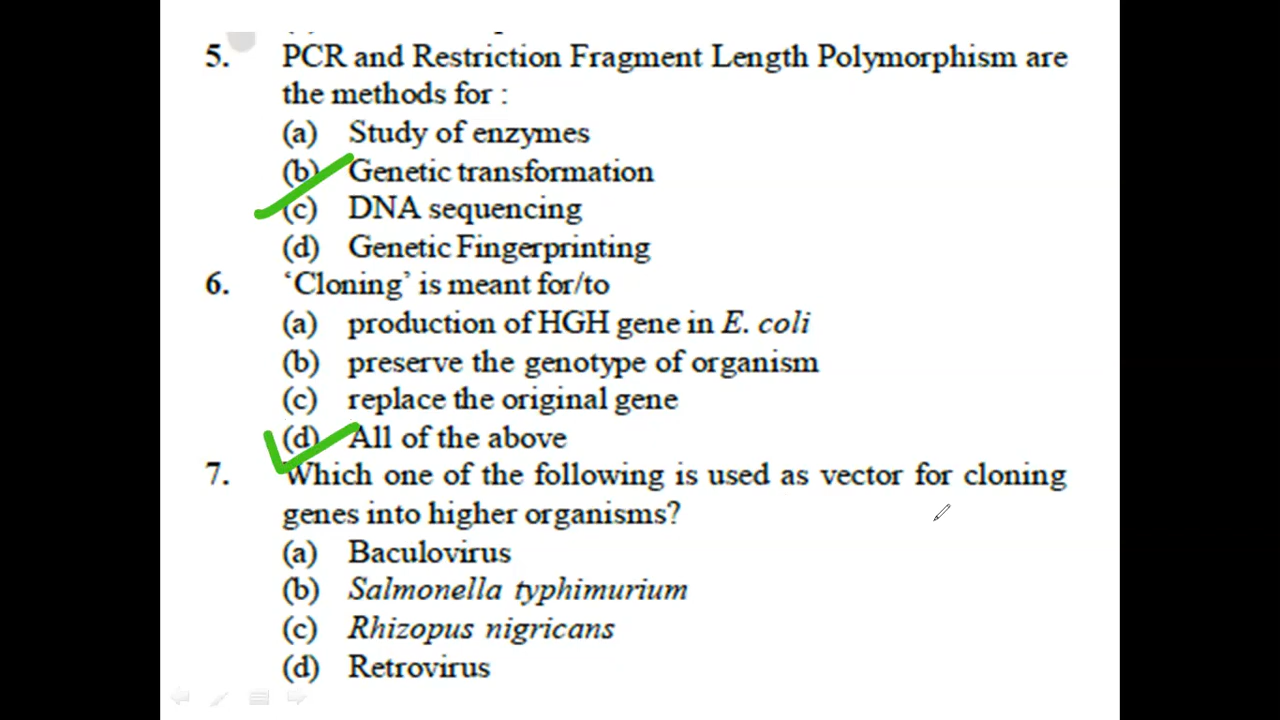 5. PCR and Restriction Fragment Length Polymorphism are
the methods for :
(a) Study of enzymes
(b) Genetic transformation
(c) DNA sequencing
(d) Genetic Fingerprinting
6. ‘Cloning’ is meant for/to
(a) production of HGH gene in E. coli
(b) preserve the genotype of organism
(c) replace the original gene
(d) All of the above
7. Which one of the following is used as vector for cloning
genes into higher organisms?
(a) Baculovirus
(b) Salmonella typhimurium
(c) Rhizopus nigricans
(d) Retrovirus